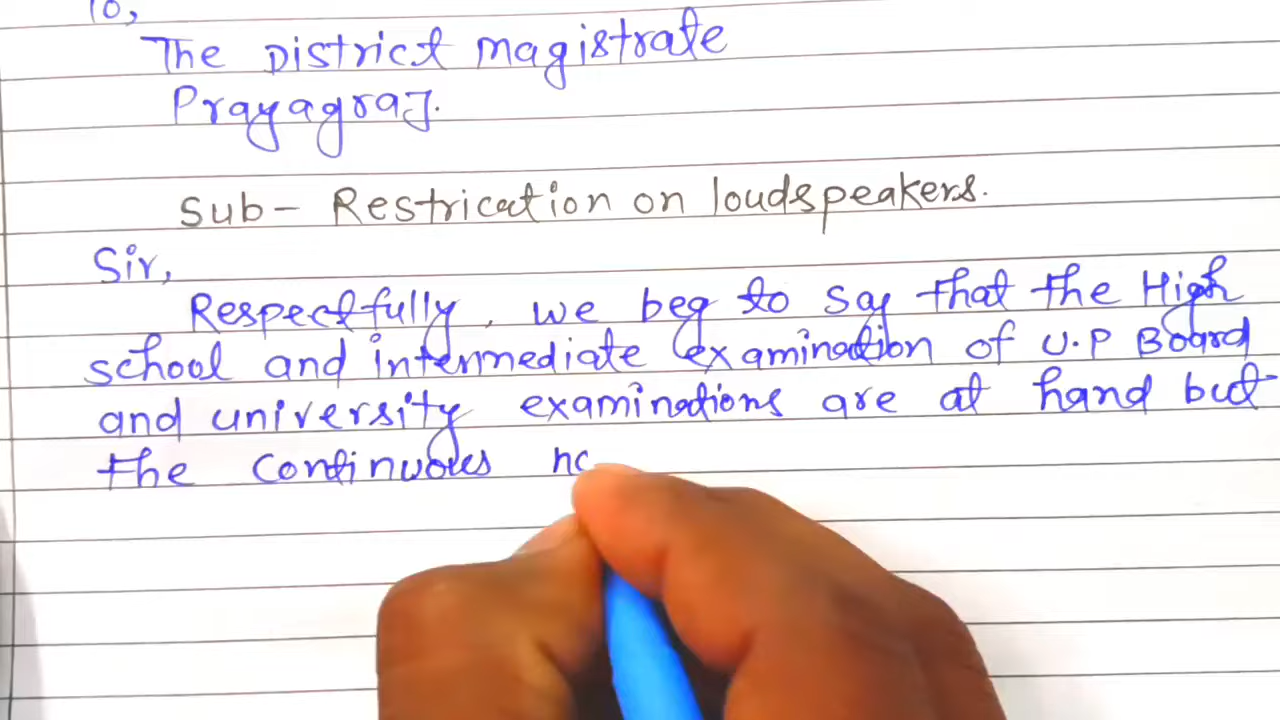 To,
The District magistrate
Prayagraj.
Sub- Restrication on loudspeakers.
Sir,
Respectfully, we beg to say that the High
school and intermediate examination of U.P Board
and university examinations are at hand but
the continuous